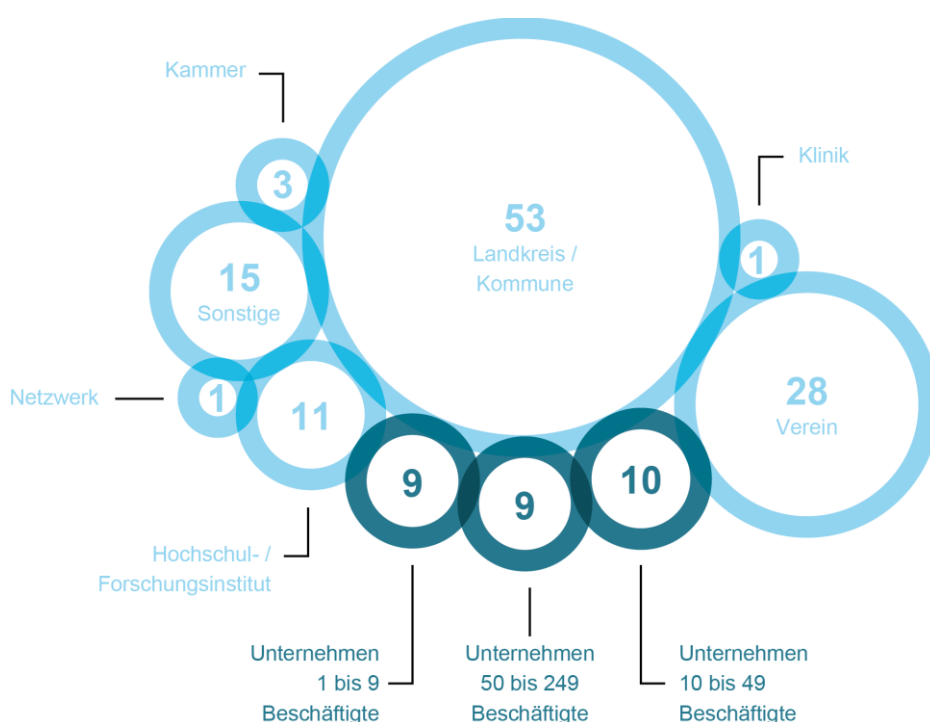 Kammer
3
53
Landkreis /
Kommune
Klinik
1
15
Sonstige
Netzwerk
1
11
28
Verein
9
9
10
Hochschul- /
Forschungsinstitut
Unternehmen
1 bis 9
Beschäftigte
Unternehmen
50 bis 249
Beschäftigte
Unternehmen
10 bis 49
Beschäftigte